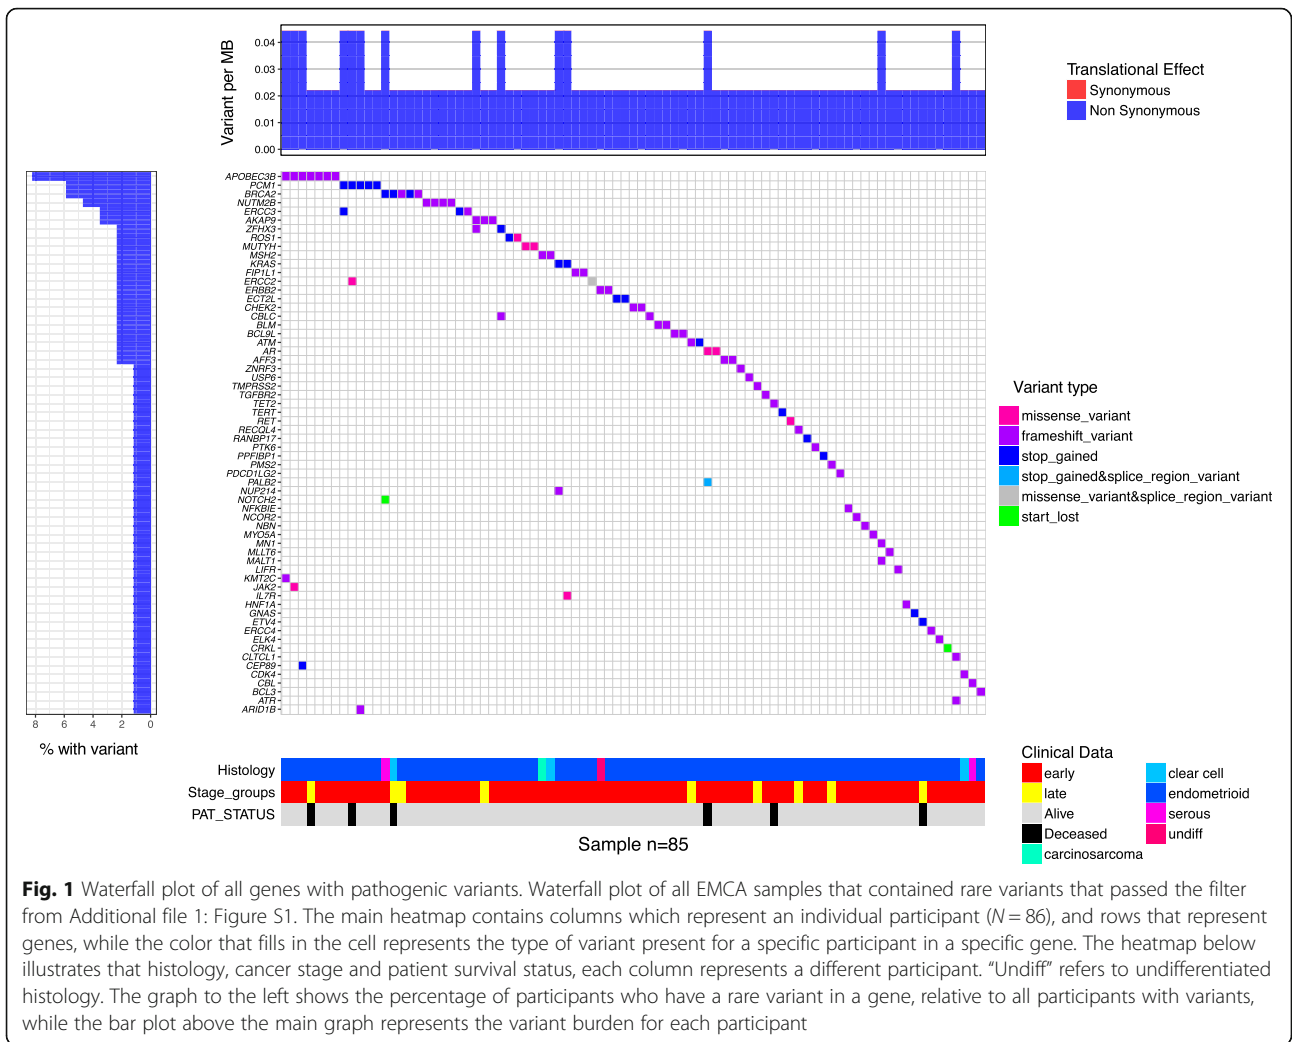 Variant per MB
0.04
0.03
0.02
0.01
0.00
Translational Effect
Synonymous
Non Synonymous
APOBEC3B
PCM1
BRCA2
NUTM2B
ERCC3
AKAP9
ZFHX3
ROS1
MUTYH
MSH2
KRAS
FIP1L1
ERCC2
ERBB2
ECT2L
CHEK2
CBLC
BLM
BCL9L
ATM
AR
AFF3
ZNRF3
USP6
TMPRSS2
TGFBR2
TET2
TERT
RET
RECQL4
RANBP17
PTK6
PPFIBP1
PMS2
PDCD1LG2
PALB2
NUP214
NOTCH2
NFKBIE
NCOR2
NBN
MYO5A
MN1
MLLT6
MALT1
LIFR
KMT2C
JAK2
IL7R
HNF1A
GNAS
ETV4
ERCC4
ELK4
CRKL
CLTCL1
CEP89
CDK4
CBL
BCL3
ATR
ARID1B
8 6 4 2 0
% with variant
Variant type
missense_variant
frameshift_variant
stop_gained
stop_gained&splice_region_variant
missense_variant&splice_region_variant
start_lost
Histology
Stage_groups
PAT_STATUS
Sample n=85
Clinical Data
early
late
Alive
Deceased
carcinosarcoma
clear cell
endometrioid
serous
undiff
Fig. 1 Waterfall plot of all genes with pathogenic variants. Waterfall plot of all EMCA samples that contained rare variants that passed the filter
from Additional file 1: Figure S1. The main heatmap contains columns which represent an individual participant (N = 86), and rows that represent
genes, while the color that fills in the cell represents the type of variant present for a specific participant in a specific gene. The heatmap below
illustrates that histology, cancer stage and patient survival status, each column represents a different participant. “Undiff” refers to undifferentiated
histology. The graph to the left shows the percentage of participants who have a rare variant in a gene, relative to all participants with variants,
while the bar plot above the main graph represents the variant burden for each participant